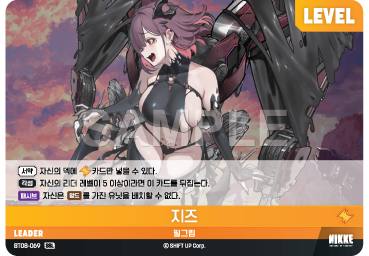 LEVEL
SAMPLE
서약 자신의 덱에 카드만 넣을 수 있다.
각성 자신의 리더 레벨이 5 이상이라면 이 카드를 뒤집는다.
패시브 자신은 월드 를 가진 유닛을 배치할 수 없다.
지즈
LEADER 필그림
BT08-069 © SHIFT UP Corp. NIKKE